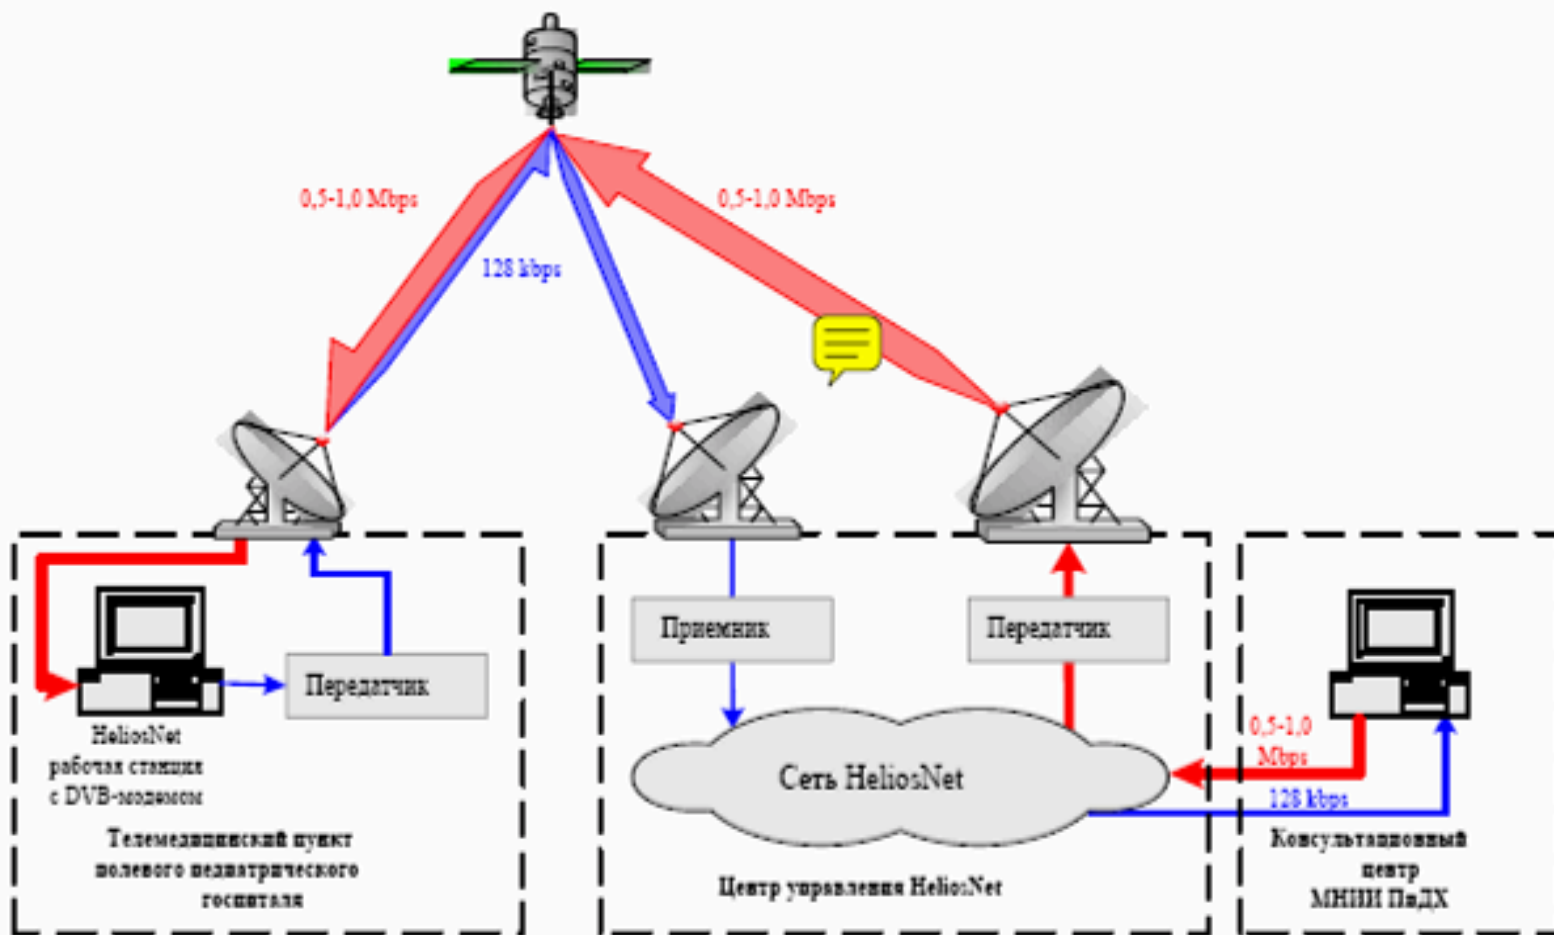 0,5-1,0 Mbps
0,5-1,0 Mbps
128 kbps
Приемник
Передатчик
Передатчик
HeliosNet
рабочая станция
с DVB-модемом
Телемедицинский пункт
полевого педиатрического
госпиталя
Сеть HeliosNet
Центр управления HeliosNet
0,5-1,0
Mbps
128 kbps
Консультационный
центр
МНИИ ПиДХ